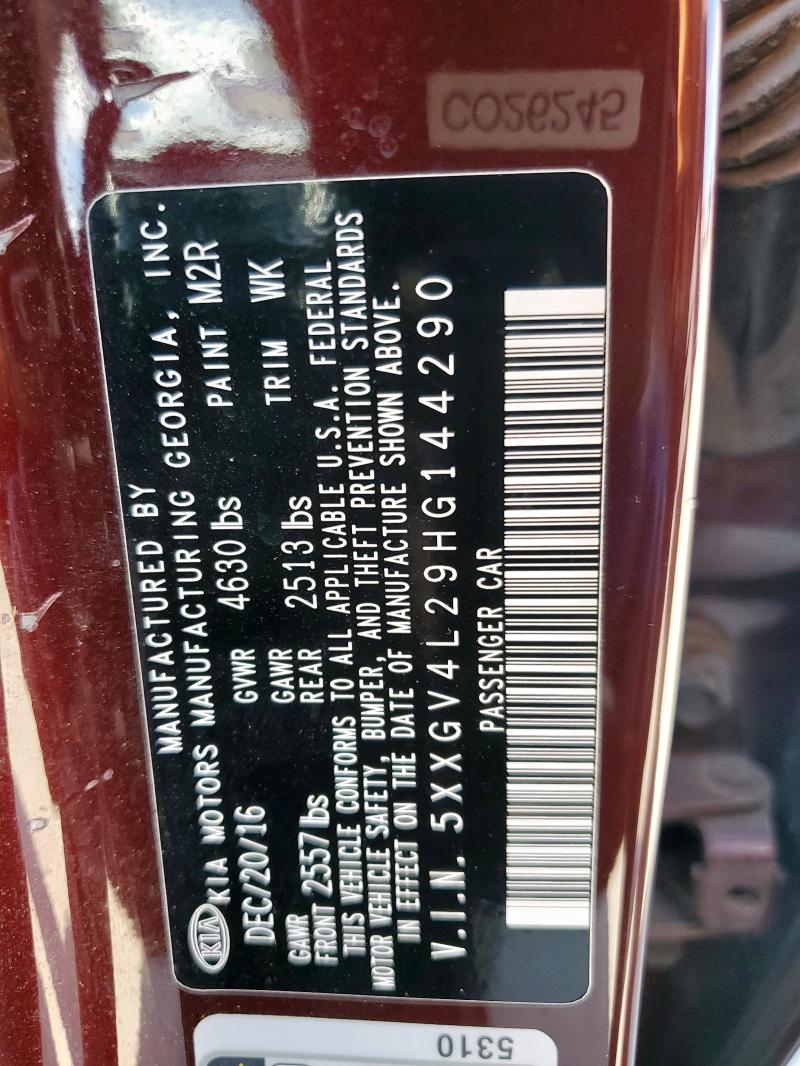 CO26245
MANUFACTURED BY
KIA KIA MOTORS MANUFACTURING GEORGIA, INC.
DEC/20/16 GVWR 4630 lbs PAINT M2R
GAWR FRONT 2557 lbs GAWR REAR 2513 lbs TRIM WK
THIS VEHICLE CONFORMS TO ALL APPLICABLE U.S.A. FEDERAL
MOTOR VEHICLE SAFETY, BUMPER, AND THEFT PREVENTION STANDARDS
IN EFFECT ON THE DATE OF MANUFACTURE SHOWN ABOVE.
V.I.N. 5XXGV4L29HG144290
PASSENGER CAR
5310